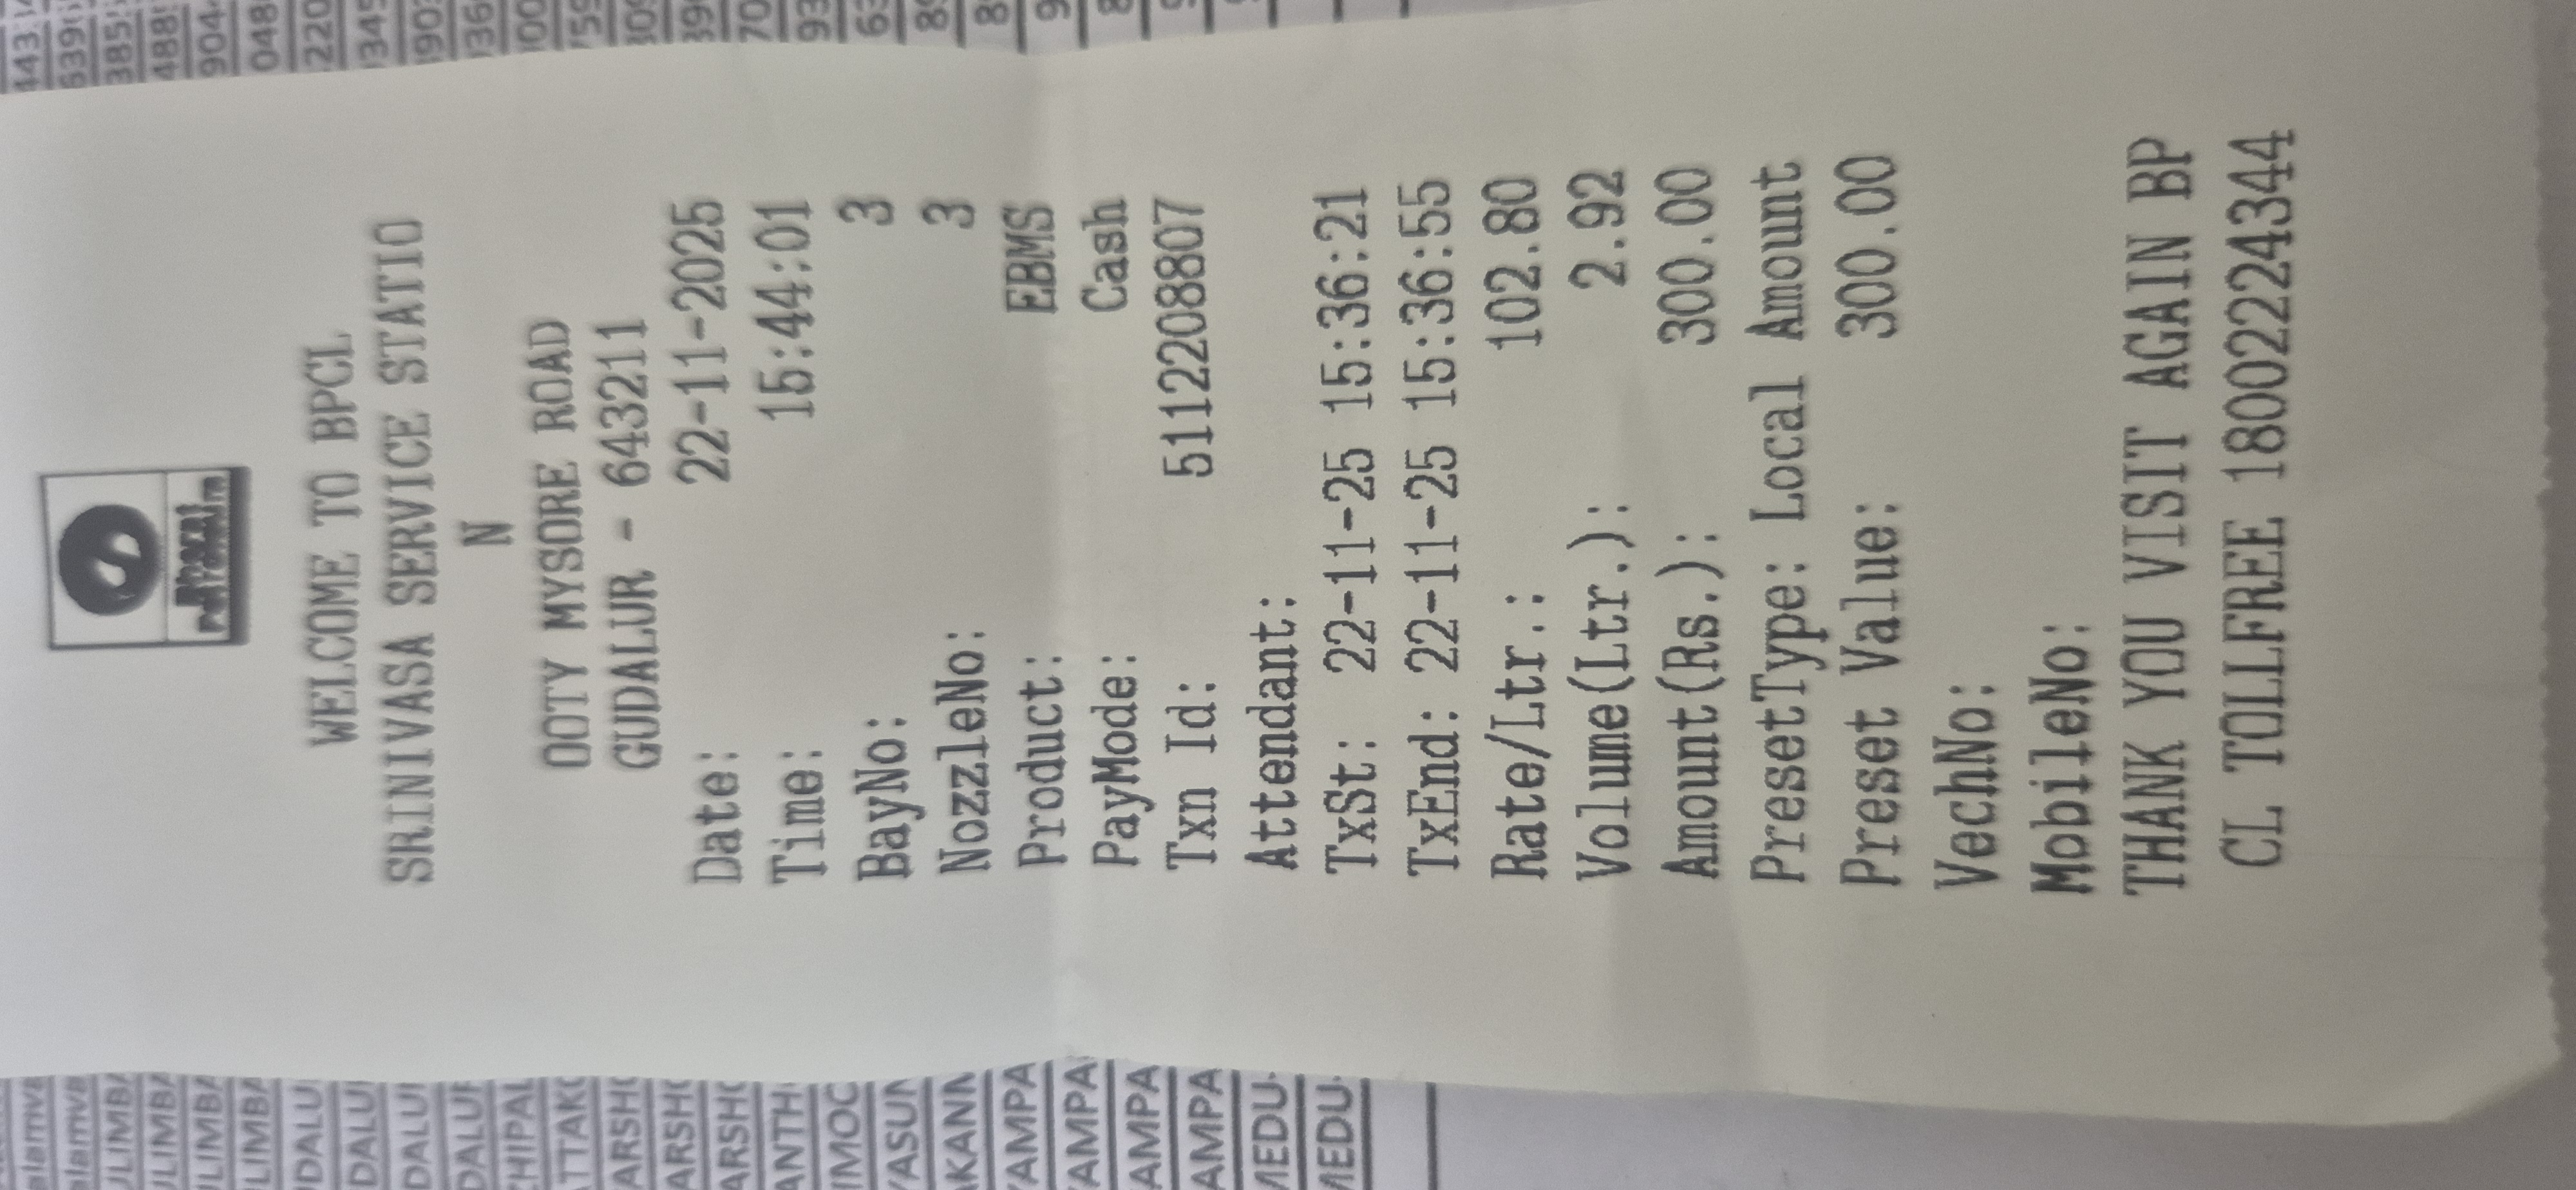 Bharat
Petroleum
WELCOME TO BPCL
SRINIVASA SERVICE STATIO
N
OOTY MYSORE ROAD
GUDALUR - 643211
Date: 22-11-2025
Time: 15:44:01
BayNo: 3
NozzleNo: 3
Product: EBMS
PayMode: Cash
Txn Id: 5112208807
Attendant:
TxSt: 22-11-25 15:36:21
TxEnd: 22-11-25 15:36:55
Rate/Ltr.: 102.80
Volume(Ltr.): 2.92
Amount(Rs.): 300.00
PresetType: Local Amount
Preset Value: 300.00
VechNo:
MobileNo:
THANK YOU VISIT AGAIN BP
CL TOLLFREE 1800224344